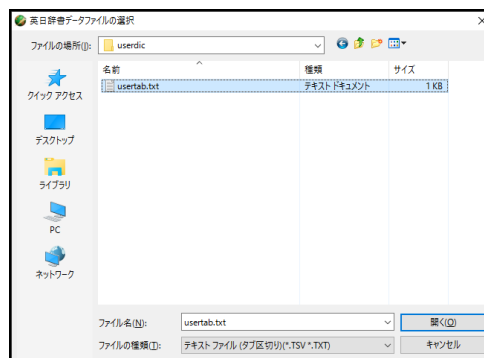 英日辞書データファイルの選択
ファイルの場所(I):
userdic
名前
種類
サイズ
usertab.txt
テキスト ドキュメント
1 KB
クイック アクセス
デスクトップ
ライブラリ
PC
ネットワーク
ファイル名(N):
usertab.txt
開く(O)
ファイルの種類(T):
テキスト ファイル (タブ区切り)(*.TSV *.TXT)
キャンセル